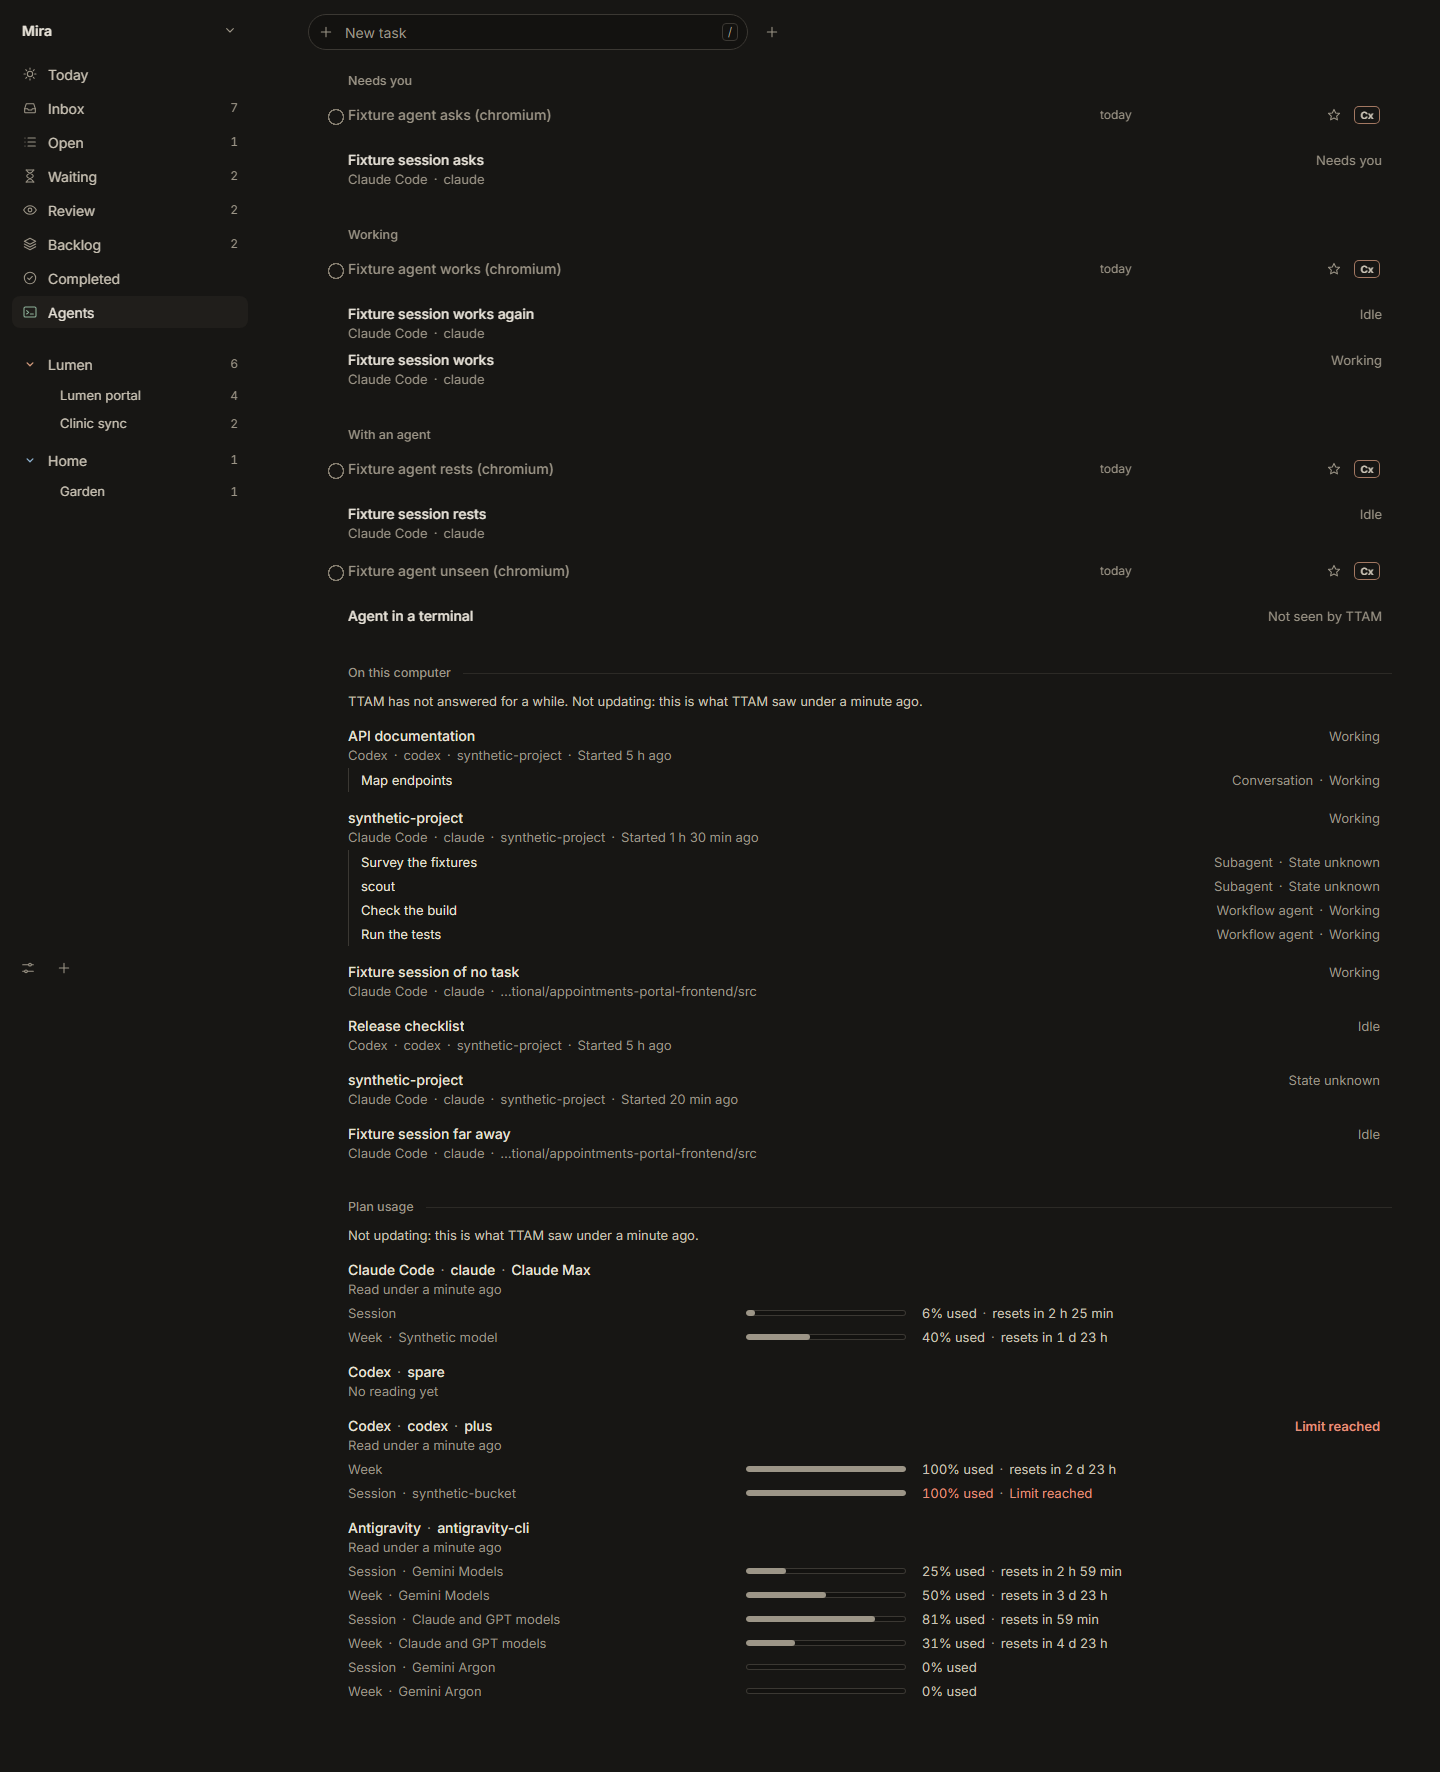 Mira
Today
Inbox 7
Open 1
Waiting 2
Review 2
Backlog 2
Completed
Agents
Lumen 6
Lumen portal 4
Clinic sync 2
Home 1
Garden 1
New task /
Needs you
Fixture agent asks (chromium) today Cx
Fixture session asks Needs you
Claude Code · claude
Working
Fixture agent works (chromium) today Cx
Fixture session works again Idle
Claude Code · claude
Fixture session works Working
Claude Code · claude
With an agent
Fixture agent rests (chromium) today Cx
Fixture session rests Idle
Claude Code · claude
Fixture agent unseen (chromium) today Cx
Agent in a terminal Not seen by TTAM
On this computer
TTAM has not answered for a while. Not updating: this is what TTAM saw under a minute ago.
API documentation Working
Codex · codex · synthetic-project · Started 5 h ago
Map endpoints Conversation · Working
synthetic-project Working
Claude Code · claude · synthetic-project · Started 1 h 30 min ago
Survey the fixtures Subagent · State unknown
scout Subagent · State unknown
Check the build Workflow agent · Working
Run the tests Workflow agent · Working
Fixture session of no task Working
Claude Code · claude · ...tional/appointments-portal-frontend/src
Release checklist Idle
Codex · codex · synthetic-project · Started 5 h ago
synthetic-project State unknown
Claude Code · claude · synthetic-project · Started 20 min ago
Fixture session far away Idle
Claude Code · claude · ...tional/appointments-portal-frontend/src
Plan usage
Not updating: this is what TTAM saw under a minute ago.
Claude Code · claude · Claude Max
Read under a minute ago
Session 6% used · resets in 2 h 25 min
Week · Synthetic model 40% used · resets in 1 d 23 h
Codex · spare
No reading yet
Codex · codex · plus Limit reached
Read under a minute ago
Week 100% used · resets in 2 d 23 h
Session · synthetic-bucket 100% used · Limit reached
Antigravity · antigravity-cli
Read under a minute ago
Session · Gemini Models 25% used · resets in 2 h 59 min
Week · Gemini Models 50% used · resets in 3 d 23 h
Session · Claude and GPT models 81% used · resets in 59 min
Week · Claude and GPT models 31% used · resets in 4 d 23 h
Session · Gemini Argon 0% used
Week · Gemini Argon 0% used